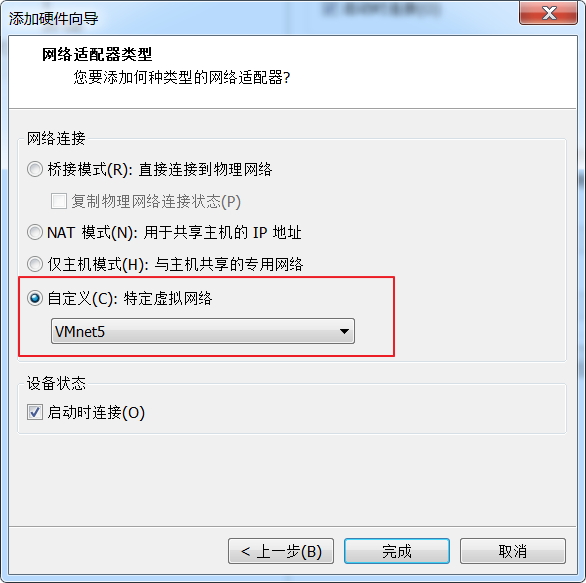 添加硬件向导
网络适配器类型
您要添加何种类型的网络适配器?
网络连接
桥接模式(R): 直接连接到物理网络
复制物理网络连接状态(P)
NAT 模式(N): 用于共享主机的 IP 地址
仅主机模式(H): 与主机共享的专用网络
自定义(C): 特定虚拟网络
VMnet5
设备状态
启动时连接(O)
< 上一步(B)
完成
取消